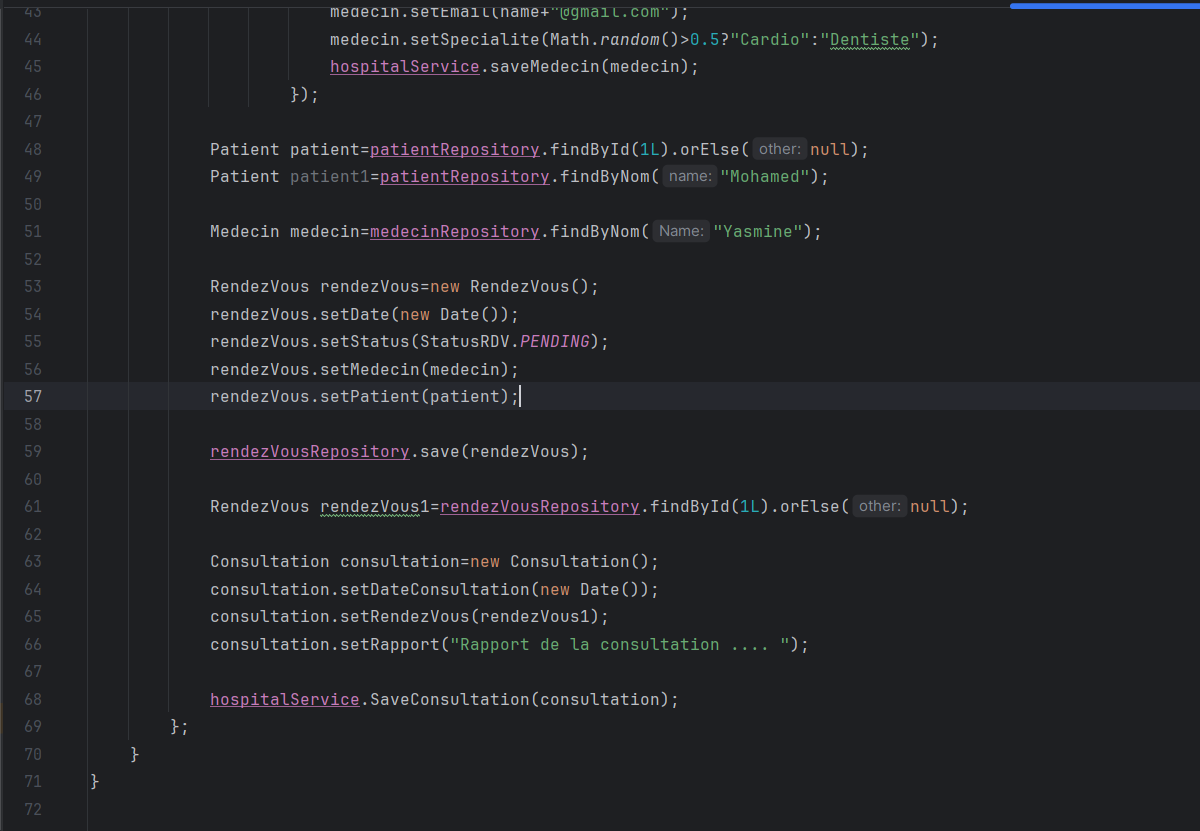 43 medecin.setEmail(name+"@gmail.com");
44 medecin.setSpecialite(Math.random()>0.5?"Cardio":"Dentiste");
45 hospitalService.saveMedecin(medecin);
46 });
47
48 Patient patient=patientRepository.findById(1L).orElse( other: null);
49 Patient patient1=patientRepository.findByNom( name: "Mohamed");
50
51 Medecin medecin=medecinRepository.findByNom( Name: "Yasmine");
52
53 RendezVous rendezVous=new RendezVous();
54 rendezVous.setDate(new Date());
55 rendezVous.setStatus(StatusRDV.PENDING);
56 rendezVous.setMedecin(medecin);
57 rendezVous.setPatient(patient);
58
59 rendezVousRepository.save(rendezVous);
60
61 RendezVous rendezVous1=rendezVousRepository.findById(1L).orElse( other: null);
62
63 Consultation consultation=new Consultation();
64 consultation.setDateConsultation(new Date());
65 consultation.setRendezVous(rendezVous1);
66 consultation.setRapport("Rapport de la consultation .... ");
67
68 hospitalService.SaveConsultation(consultation);
69 };
70 }
71 }
72